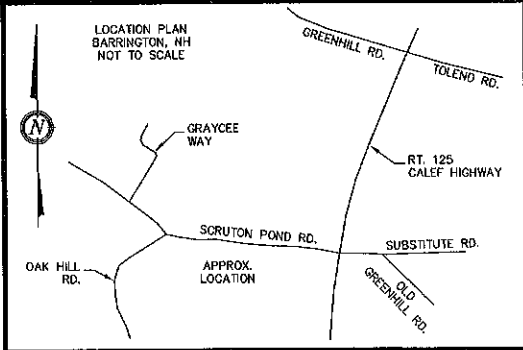 LOCATION PLAN
BARRINGTON, NH
NOT TO SCALE
GREENHILL RD.
TOLEND RD.
N
GRAYCEE
WAY
RT. 125
CALEF HIGHWAY
SCRUTON POND RD.
SUBSTITUTE RD.
OAK HILL
RD.
APPROX.
LOCATION
OLD
GREENHILL RD.